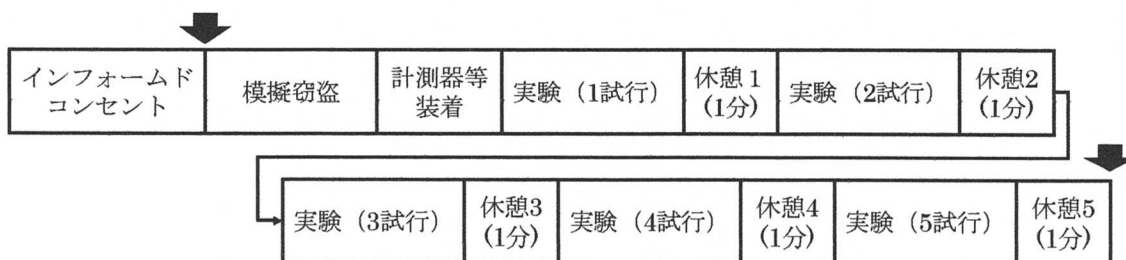 インフォームド
コンセント
模擬窃盗
計測器等
装着
実験（1試行）
休憩1
(1分)
実験（2試行）
休憩2
(1分)
実験（3試行）
休憩3
(1分)
実験（4試行）
休憩4
(1分)
実験（5試行）
休憩5
(1分)